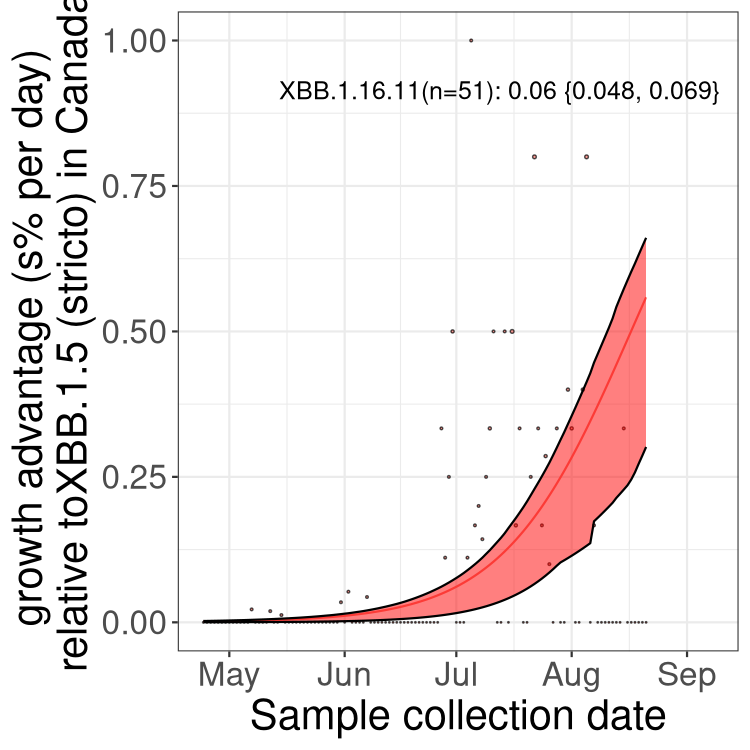 growth advantage (s% per day)
relative toXBB.1.5 (stricto) in Canada
1.00
0.75
0.50
0.25
0.00
XBB.1.16.11(n=51): 0.06 {0.048, 0.069}
May Jun Jul Aug Sep
Sample collection date